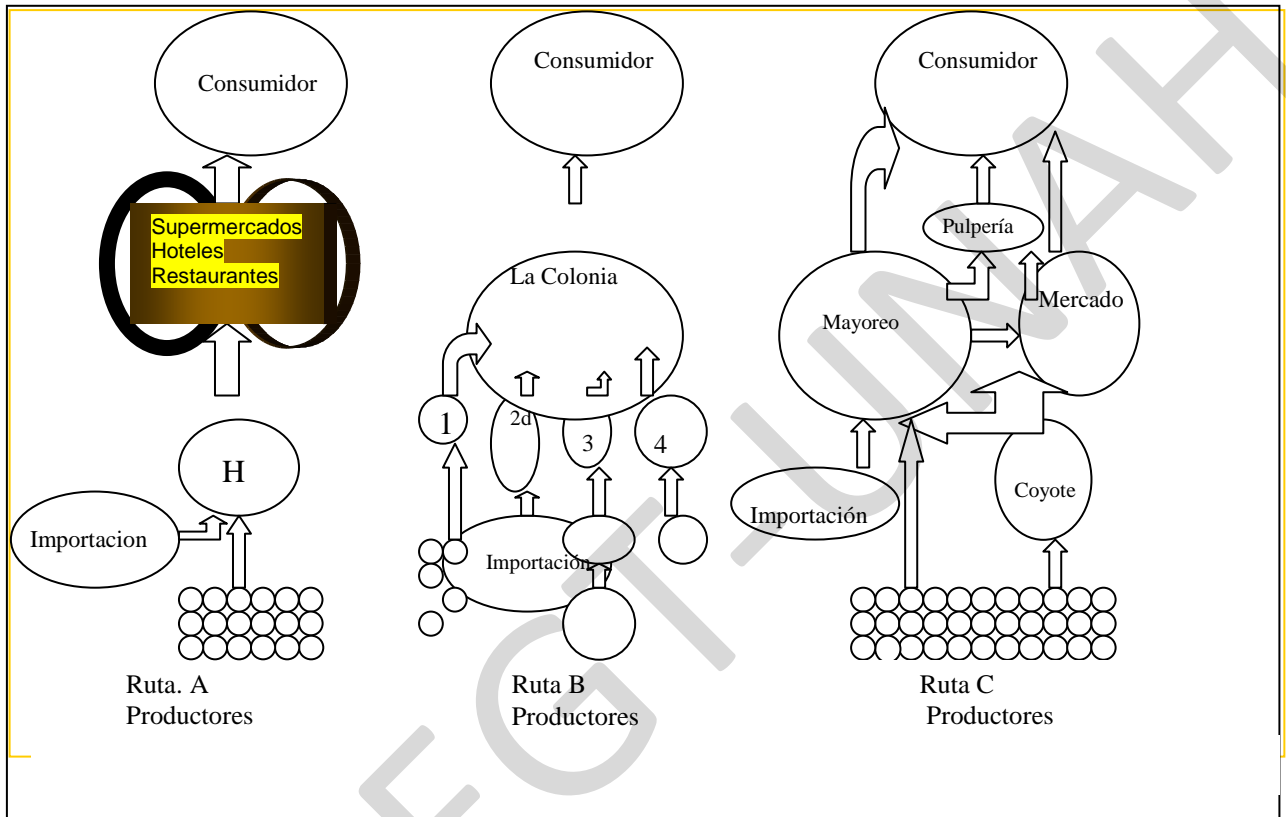 Consumidor
Supermercados
Hoteles
Restaurantes
H
Importacion
Ruta. A
Productores
Consumidor
La Colonia
1
2d
3
4
Importación
Ruta B
Productores
Consumidor
Pulpería
Mayoreo
Mercado
Importación
Coyote
Ruta C
Productores
EGT-UNAH